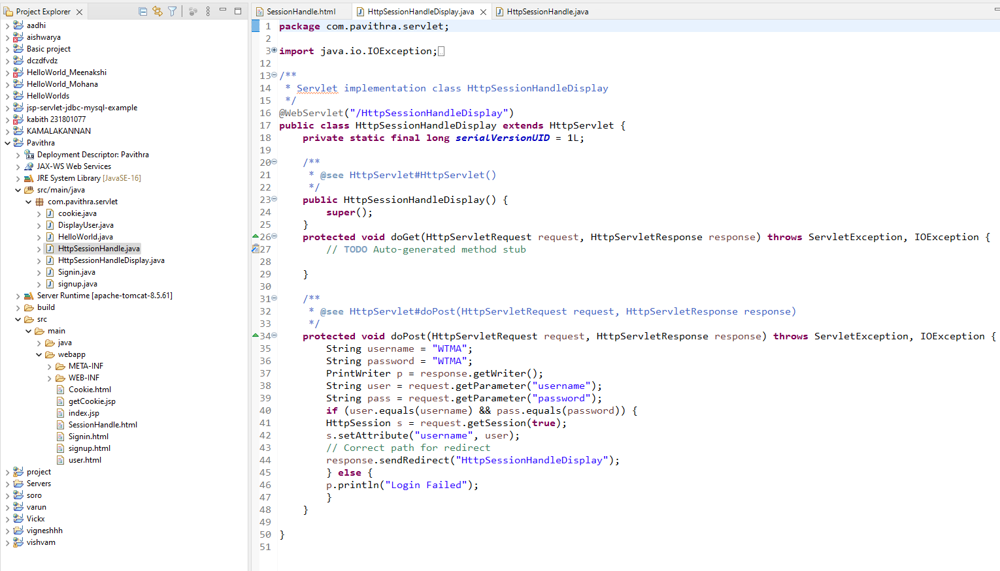 Project Explorer
aadhi
aishwarya
Basic project
dczdfvdz
HelloWorld_Meenakshi
HelloWorld_Mohana
HelloWorlds
jsp-servlet-jdbc-mysql-example
kabith 231801077
KAMALAKANNAN
Pavithra
Deployment Descriptor: Pavithra
JAX-WS Web Services
JRE System Library [JavaSE-16]
src/main/java
com.pavithra.servlet
cookie.java
DisplayUser.java
HelloWorld.java
HttpSessionHandle.java
HttpSessionHandleDisplay.java
Signin.java
signup.java
Server Runtime [apache-tomcat-8.5.61]
build
src
main
java
webapp
META-INF
WEB-INF
Cookie.html
getCookie.jsp
index.jsp
SessionHandle.html
Signin.html
signup.html
user.html
project
Servers
soro
varun
Vickx
vigneshhh
vishvam
SessionHandle.html HttpSessionHandleDisplay.java HttpSessionHandle.java
1 package com.pavithra.servlet;
2
3 import java.io.IOException;
12
13 /**
14 * Servlet implementation class HttpSessionHandleDisplay
15 */
16 @WebServlet("/HttpSessionHandleDisplay")
17 public class HttpSessionHandleDisplay extends HttpServlet {
18 private static final long serialVersionUID = 1L;
19
20 /**
21 * @see HttpServlet#HttpServlet()
22 */
23 public HttpSessionHandleDisplay() {
24 super();
25 }
26 protected void doGet(HttpServletRequest request, HttpServletResponse response) throws ServletException, IOException {
27 // TODO Auto-generated method stub
28
29 }
30
31 /**
32 * @see HttpServlet#doPost(HttpServletRequest request, HttpServletResponse response)
33 */
34 protected void doPost(HttpServletRequest request, HttpServletResponse response) throws ServletException, IOException {
35 String username = "WTMA";
36 String password = "WTMA";
37 PrintWriter p = response.getWriter();
38 String user = request.getParameter("username");
39 String pass = request.getParameter("password");
40 if (user.equals(username) && pass.equals(password)) {
41 HttpSession s = request.getSession(true);
42 s.setAttribute("username", user);
43 // Correct path for redirect
44 response.sendRedirect("HttpSessionHandleDisplay");
45 } else {
46 p.println("Login Failed");
47 }
48 }
49
50 }
51